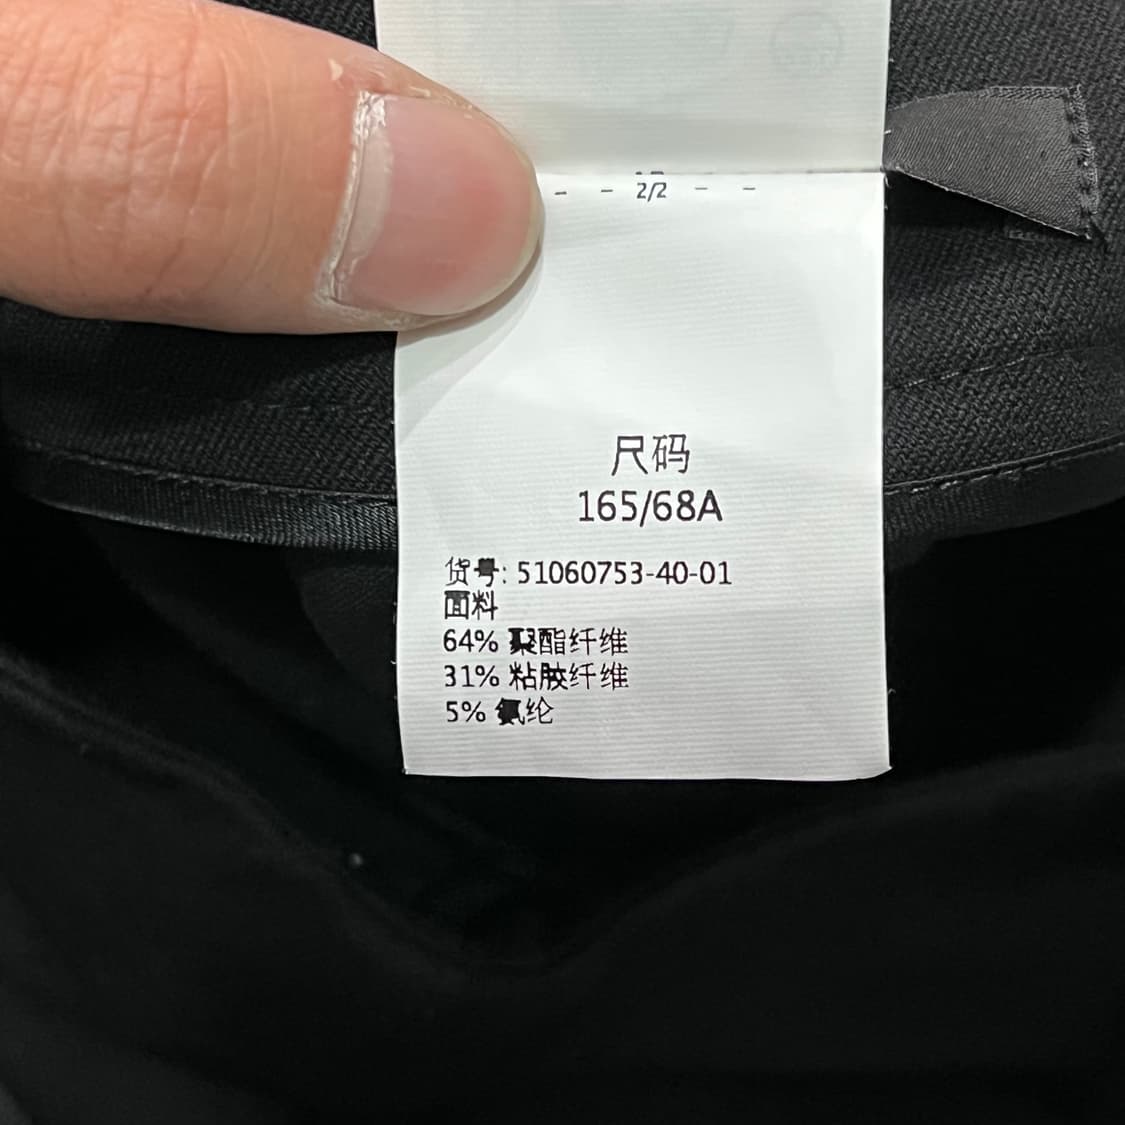 - - 2/2 - -
尺码
165/68A
货号: 51060753-40-01
面料
64% 聚酯纤维
31% 粘胶纤维
5% 氨纶